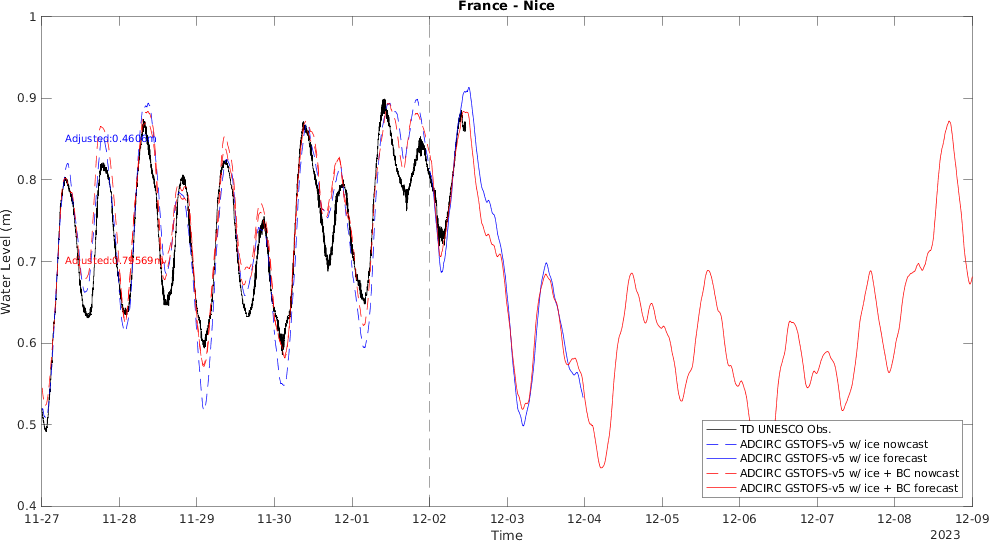 France - Nice
Water Level (m)
1
0.9
0.8
0.7
0.6
0.5
0.4
Adjusted:0.4606m
Adjusted:0.79569m
TD UNESCO Obs.
ADCIRC GSTOFS-v5 w/ ice nowcast
ADCIRC GSTOFS-v5 w/ ice forecast
ADCIRC GSTOFS-v5 w/ ice + BC nowcast
ADCIRC GSTOFS-v5 w/ ice + BC forecast
11-27 11-28 11-29 11-30 12-01 12-02 12-03 12-04 12-05 12-06 12-07 12-08 12-09
Time
2023